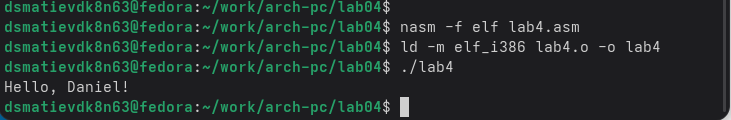 dsmatievdk8n63@fedora:~/work/arch-pc/lab04$
dsmatievdk8n63@fedora:~/work/arch-pc/lab04$ nasm -f elf lab4.asm
dsmatievdk8n63@fedora:~/work/arch-pc/lab04$ ld -m elf_i386 lab4.o -o lab4
dsmatievdk8n63@fedora:~/work/arch-pc/lab04$ ./lab4
Hello, Daniel!
dsmatievdk8n63@fedora:~/work/arch-pc/lab04$